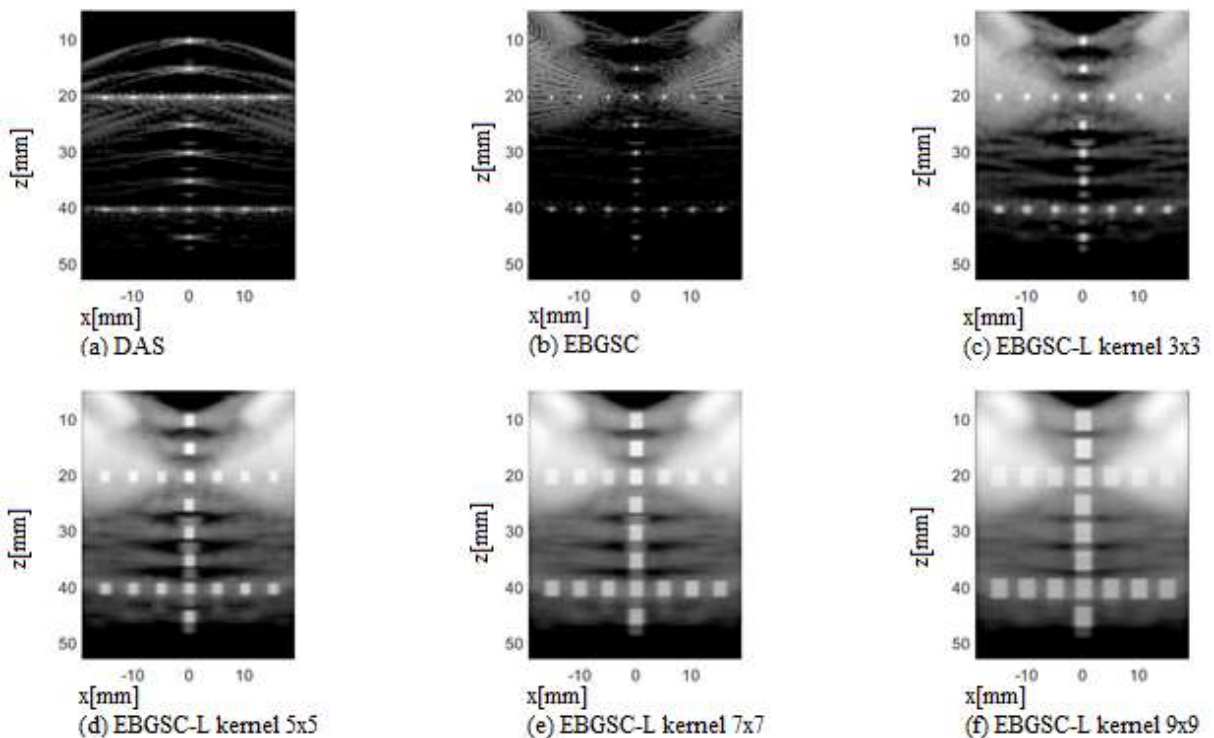 10
20
z[mm]
30
40
50
-10 0 10
x[mm]
(a) DAS
10
20
z[mm]
30
40
50
-10 0 10
x[mm]
(b) EBGSC
10
20
z[mm]
30
40
50
-10 0 10
x[mm]
(c) EBGSC-L kernel 3x3
10
20
z[mm]
30
40
50
-10 0 10
x[mm]
(d) EBGSC-L kernel 5x5
10
20
z[mm]
30
40
50
-10 0 10
x[mm]
(e) EBGSC-L kernel 7x7
10
20
z[mm]
30
40
50
-10 0 10
x[mm]
(f) EBGSC-L kernel 9x9